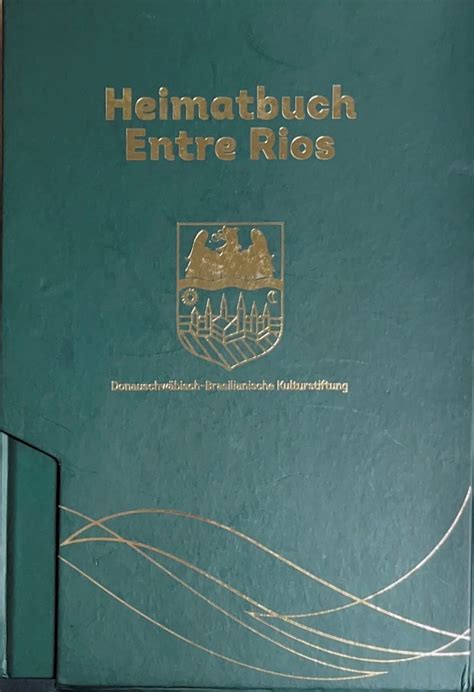 Heimatbuch
Entre Rios
Donauschwäbisch-Brasilianische Kulturstiftung